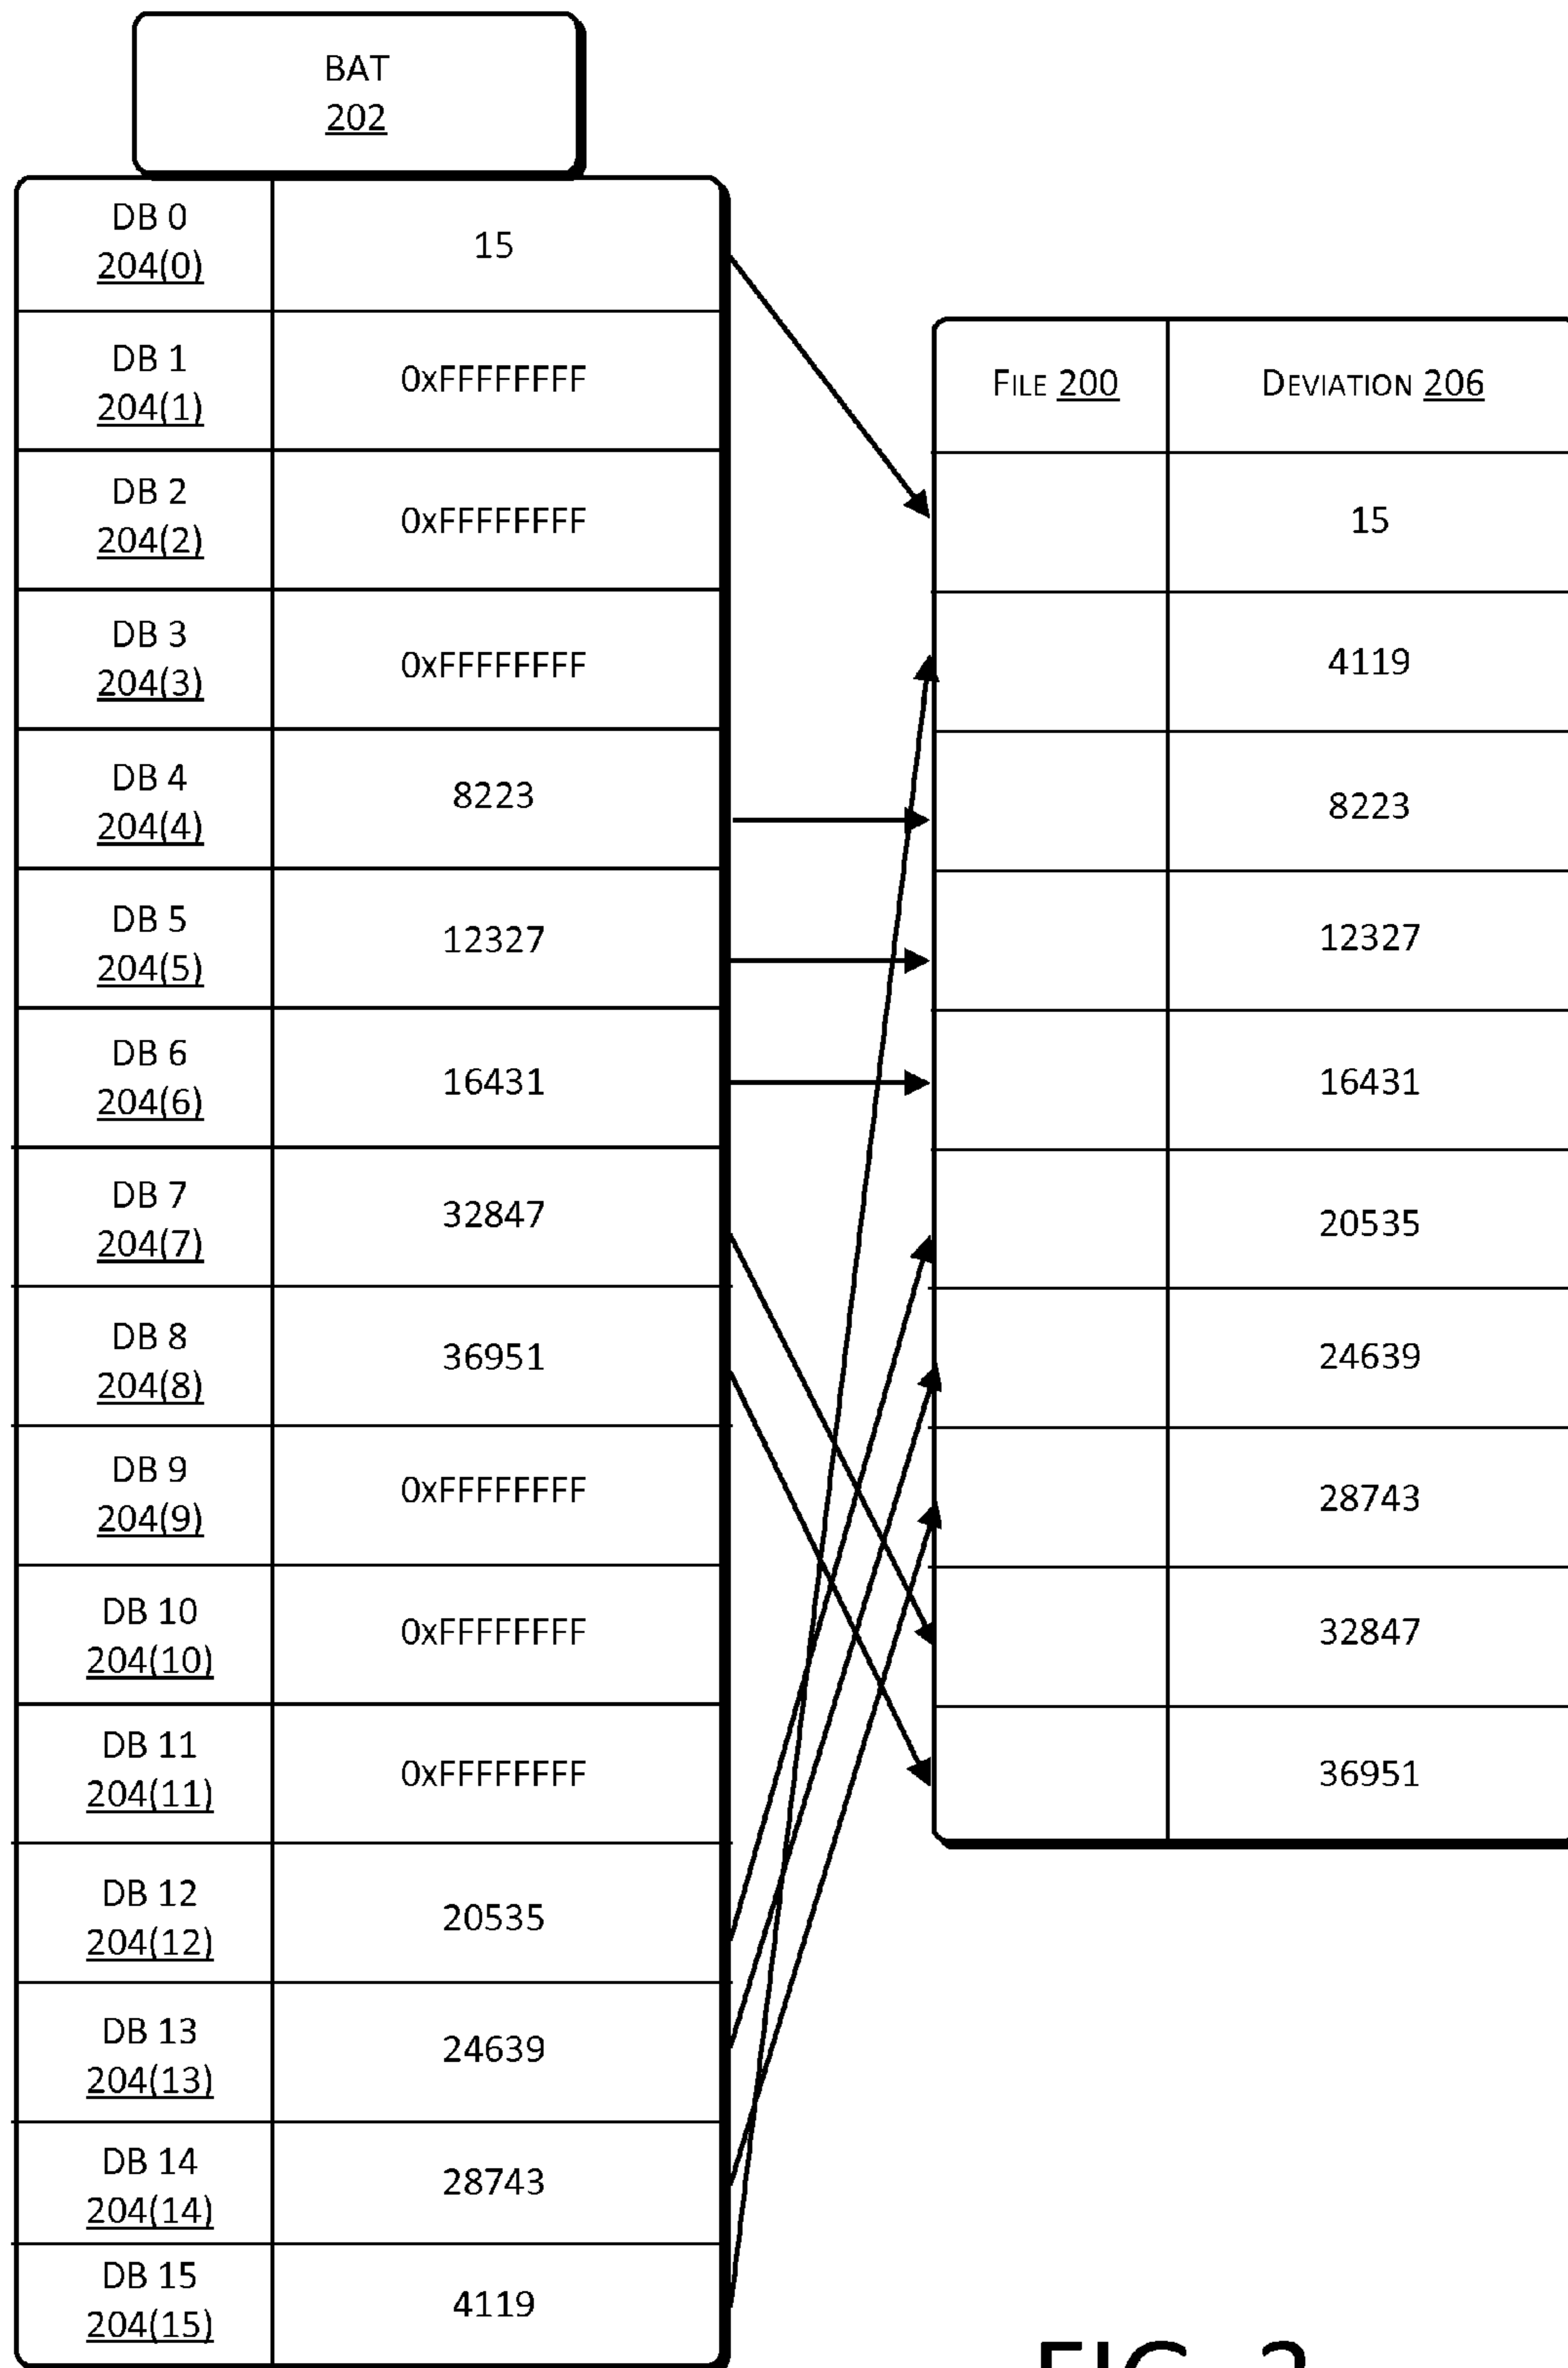 BAT
202
DB 0
204(0)
15
DB 1
204(1)
0xFFFFFFFF
DB 2
204(2)
0xFFFFFFFF
DB 3
204(3)
0xFFFFFFFF
DB 4
204(4)
8223
DB 5
204(5)
12327
DB 6
204(6)
16431
DB 7
204(7)
32847
DB 8
204(8)
36951
DB 9
204(9)
0xFFFFFFFF
DB 10
204(10)
0xFFFFFFFF
DB 11
204(11)
0xFFFFFFFF
DB 12
204(12)
20535
DB 13
204(13)
24639
DB 14
204(14)
28743
DB 15
204(15)
4119
FILE 200
DEVIATION 206
15
4119
8223
12327
16431
20535
24639
28743
32847
36951